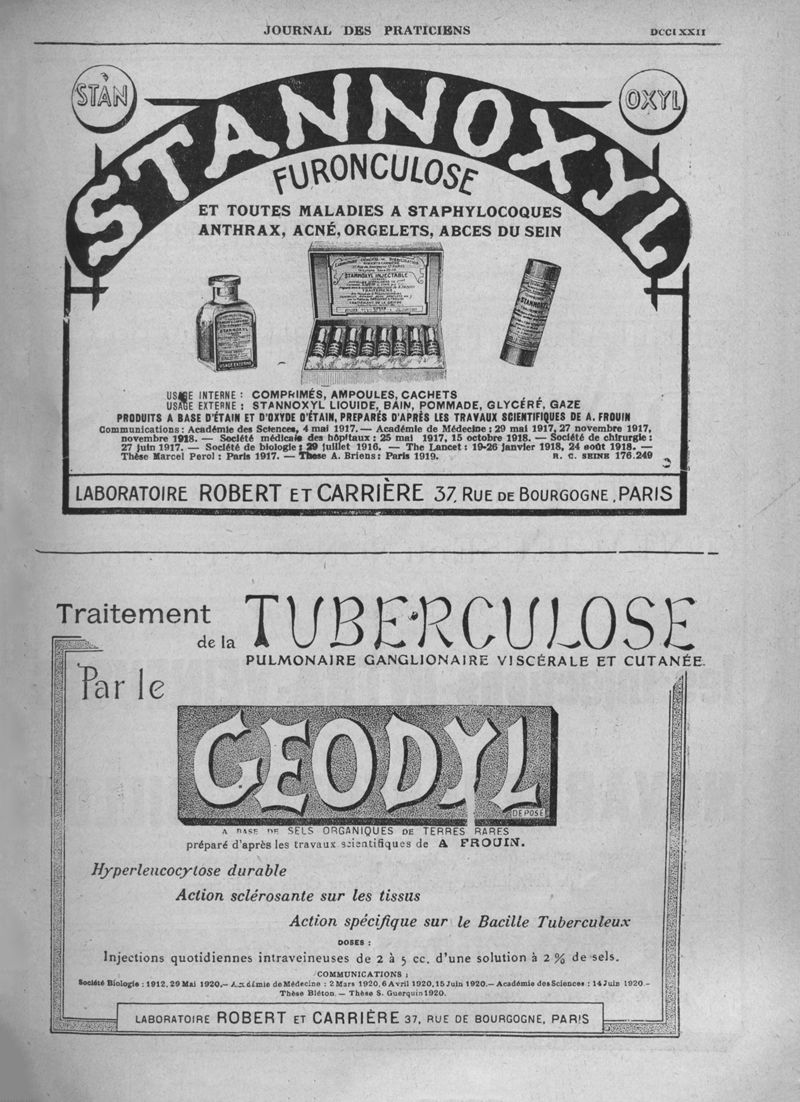 JOURNAL DES PRATICIENS
DCCLXXII
STAN
OXYL
STANNOXYL
FURONCULOSE
ET TOUTES MALADIES A STAPHYLOCOQUES
ANTHRAX, ACNÉ, ORGELETS, ABCES DU SEIN
STANNOXYL INJECTABLE
STANNOXYL
STANNOXYL
USAGE INTERNE : COMPRIMÉS, AMPOULES, CACHETS
USAGE EXTERNE : STANNOXYL LIQUIDE, BAIN, POMMADE, GLYCÉRÉ, GAZE
PRODUITS A BASE D'ÉTAIN ET D'OXYDE D'ÉTAIN, PREPARÉS D'APRÈS LES TRAVAUX SCIENTIFIQUES DE A. FROUIN
Communications : Académie des Sciences, 4 mai 1917. — Académie de Médecine : 29 mai 1917, 27 novembre 1917,
novembre 1918. — Société médicale des hôpitaux : 25 mai 1917, 15 octobre 1918. — Société de chirurgie :
27 juin 1917. — Société de biologie : 29 juillet 1916. — The Lancet : 19-26 janvier 1918, 24 août 1918. —
Thèse Marcel Perol : Paris 1917. — Thèse A. Briens : Paris 1919. R. C. SEINE 176.249
LABORATOIRE ROBERT ET CARRIÈRE 37, RUE DE BOURGOGNE, PARIS
Traitement
de la
TUBERCULOSE
PULMONAIRE GANGLIONAIRE VISCÉRALE ET CUTANÉE.
Par le
GEODYL
DEPOSÉ
A BASE DE SELS ORGANIQUES DE TERRES RARES
préparé d'après les travaux scientifiques de A FROUIN.
Hyperleucocytose durable
Action sclérosante sur les tissus
Action spécifique sur le Bacille Tuberculeux
DOSES :
Injections quotidiennes intraveineuses de 2 à 5 cc. d'une solution à 2 % de sels.
COMMUNICATIONS :
Société Biologie : 1912, 29 Mai 1920.— Académie de Médecine : 2 Mars 1920, 6 Avril 1920, 15 Juin 1920.— Académie des Sciences : 14 Juin 1920.—
Thèse Bléton. — Thèse S. Guerquin 1920.
LABORATOIRE ROBERT ET CARRIÈRE 37, RUE DE BOURGOGNE, PARIS